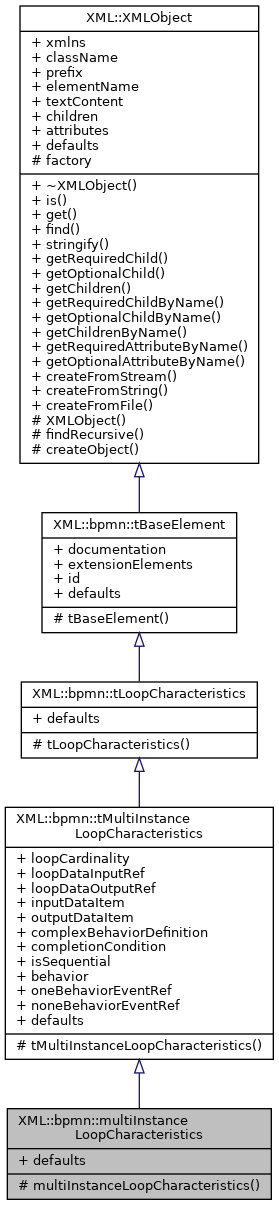 XML::XMLObject
+ xmlns
+ className
+ prefix
+ elementName
+ textContent
+ children
+ attributes
+ defaults
# factory
+ ~XMLObject()
+ is()
+ get()
+ find()
+ stringify()
+ getRequiredChild()
+ getOptionalChild()
+ getChildren()
+ getRequiredChildByName()
+ getOptionalChildByName()
+ getChildrenByName()
+ getRequiredAttributeByName()
+ getOptionalAttributeByName()
+ createFromStream()
+ createFromString()
+ createFromFile()
# XMLObject()
# findRecursive()
# createObject()
XML::bpmn::tBaseElement
+ documentation
+ extensionElements
+ id
+ defaults
# tBaseElement()
XML::bpmn::tLoopCharacteristics
+ defaults
# tLoopCharacteristics()
XML::bpmn::tMultiInstance
LoopCharacteristics
+ loopCardinality
+ loopDataInputRef
+ loopDataOutputRef
+ inputDataItem
+ outputDataItem
+ complexBehaviorDefinition
+ completionCondition
+ isSequential
+ behavior
+ oneBehaviorEventRef
+ noneBehaviorEventRef
+ defaults
# tMultiInstanceLoopCharacteristics()
XML::bpmn::multiInstance
LoopCharacteristics
+ defaults
# multiInstanceLoopCharacteristics()